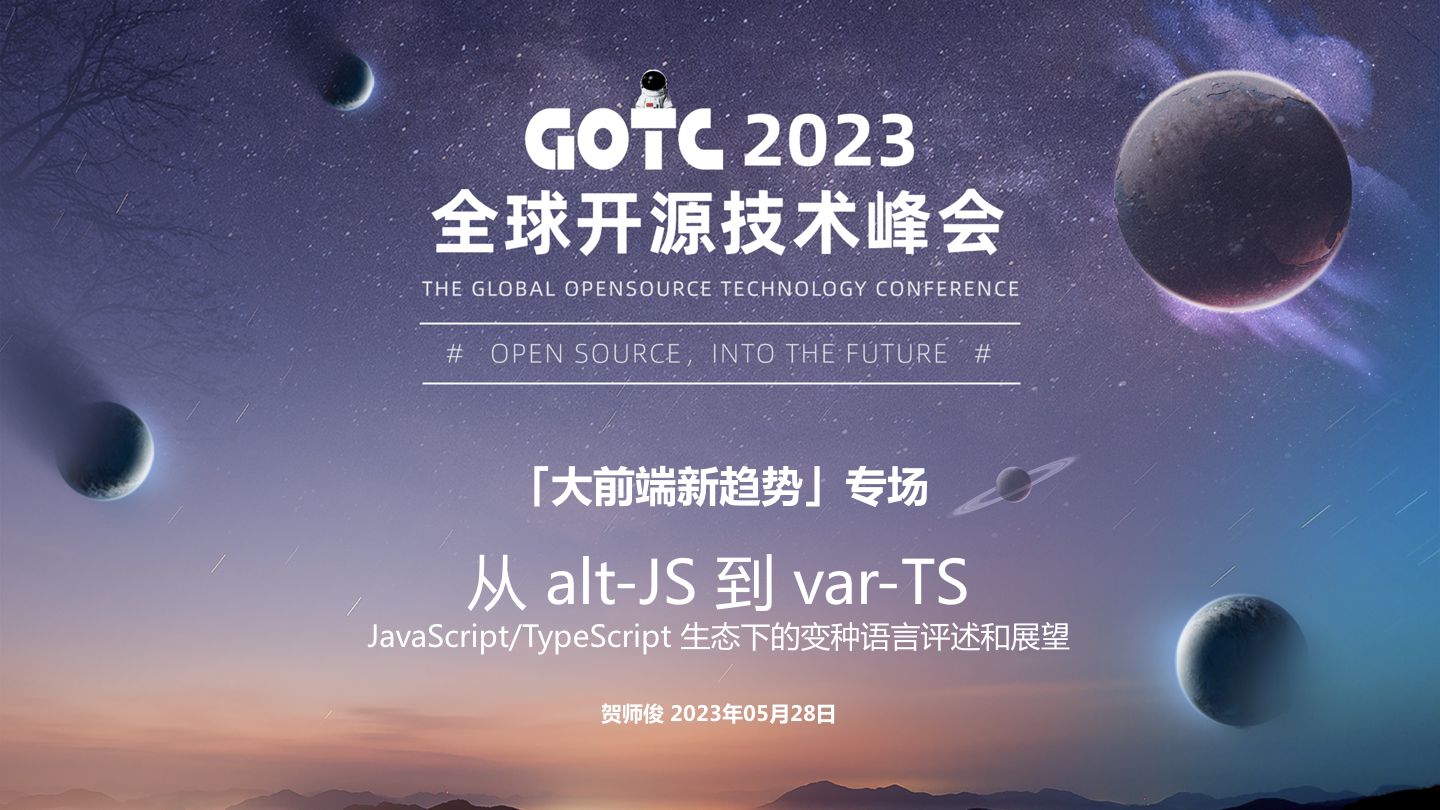 GOTC 2023
全球开源技术峰会
THE GLOBAL OPENSOURCE TECHNOLOGY CONFERENCE
# OPEN SOURCE, INTO THE FUTURE #
「大前端新趋势」专场
从 alt-JS 到 var-TS
JavaScript/TypeScript 生态下的变种语言评述和展望
贺师俊 2023年05月28日